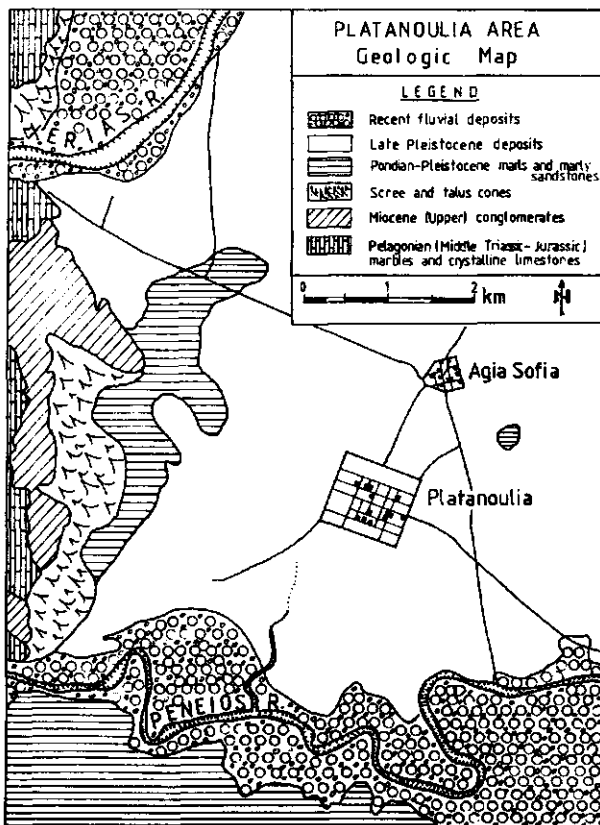 PLATANOULIA AREA
Geologic Map
LEGEND
Recent fluvial deposits
Late Pleistocene deposits
Pondian-Pleistocene marls and marly
sandstones
Scree and talus cones
Miocene (Upper) conglomerates
Pelagonian (Middle Triassic-Jurassic)
marbles and crystalline limestones
0 2 km
N
XERIAS R.
Agia Sofia
Platanoulia
PENEIOS R.